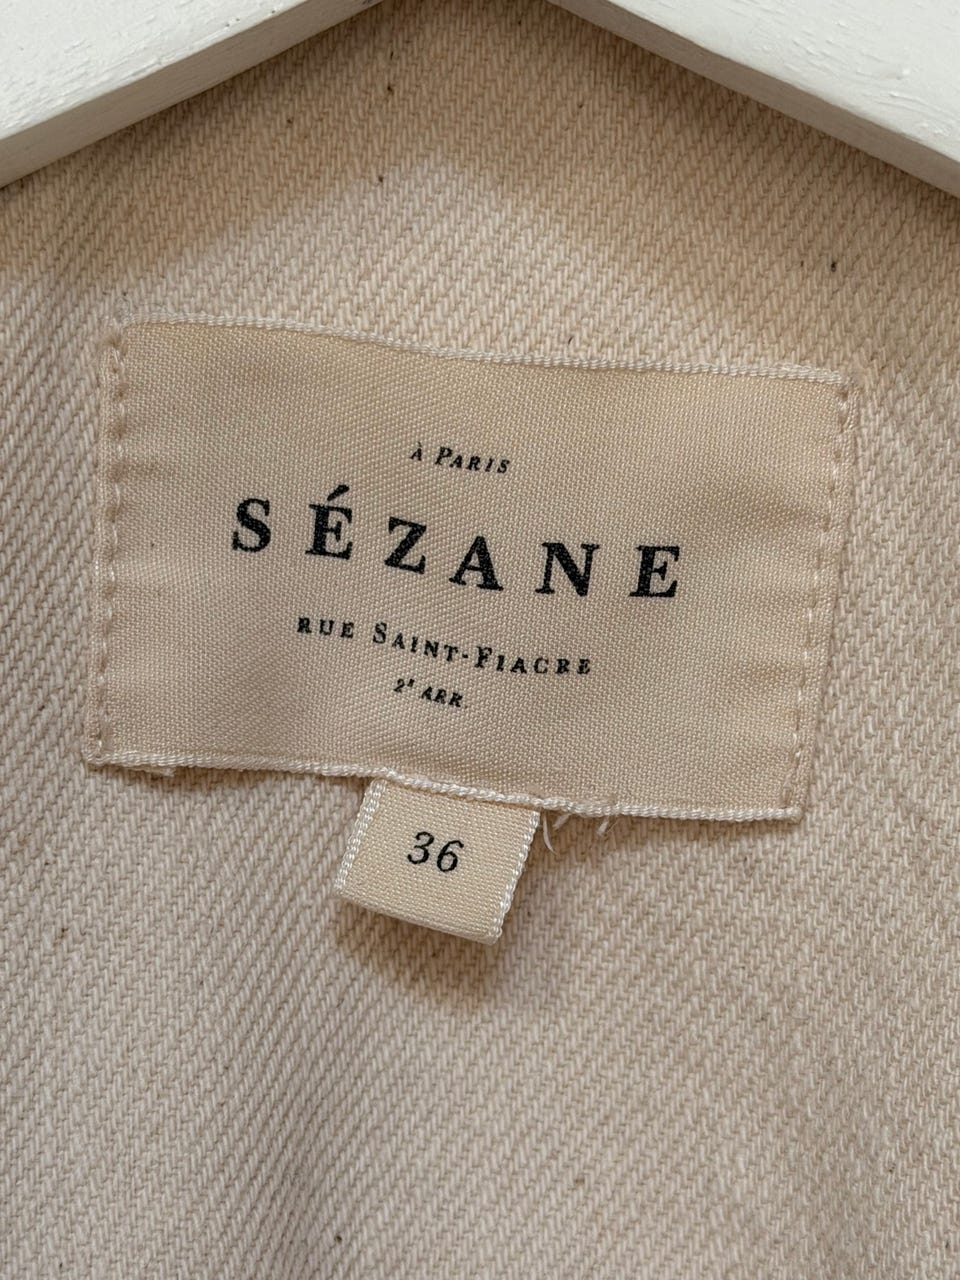 À PARIS
SÉZANE
RUE SAINT-FIACRE
2ᵉ ARR.
36